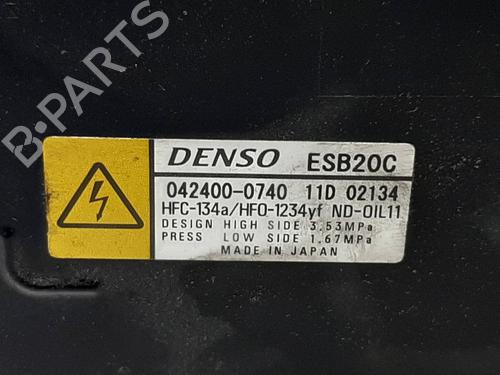 B-PARTS
DENSO ESB20C
042400-0740 11D 02134
HFC-134a/HFO-1234yf ND-OIL11
DESIGN HIGH SIDE 3.53MPa
PRESS LOW SIDE 1.67MPa
MADE IN JAPAN